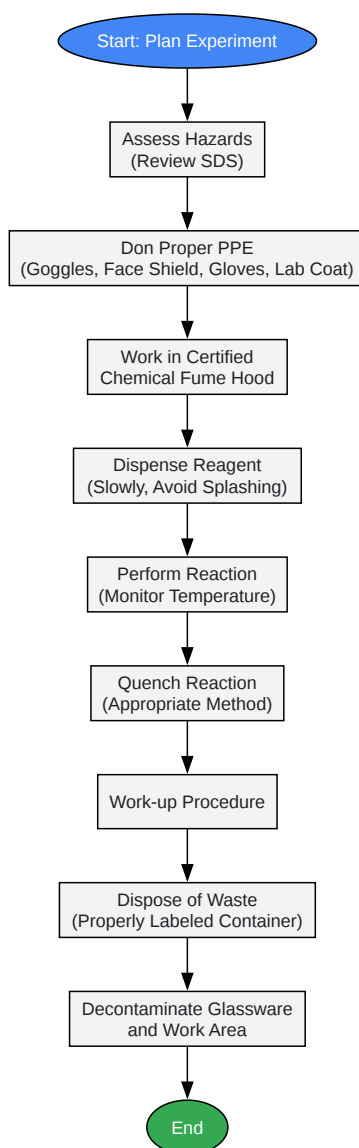 Start: Plan Experiment
Assess Hazards
(Review SDS)
Don Proper PPE
(Goggles, Face Shield, Gloves, Lab Coat)
Work in Certified
Chemical Fume Hood
Dispense Reagent
(Slowly, Avoid Splashing)
Perform Reaction
(Monitor Temperature)
Quench Reaction
(Appropriate Method)
Work-up Procedure
Dispose of Waste
(Properly Labeled Container)
Decontaminate Glassware
and Work Area
End